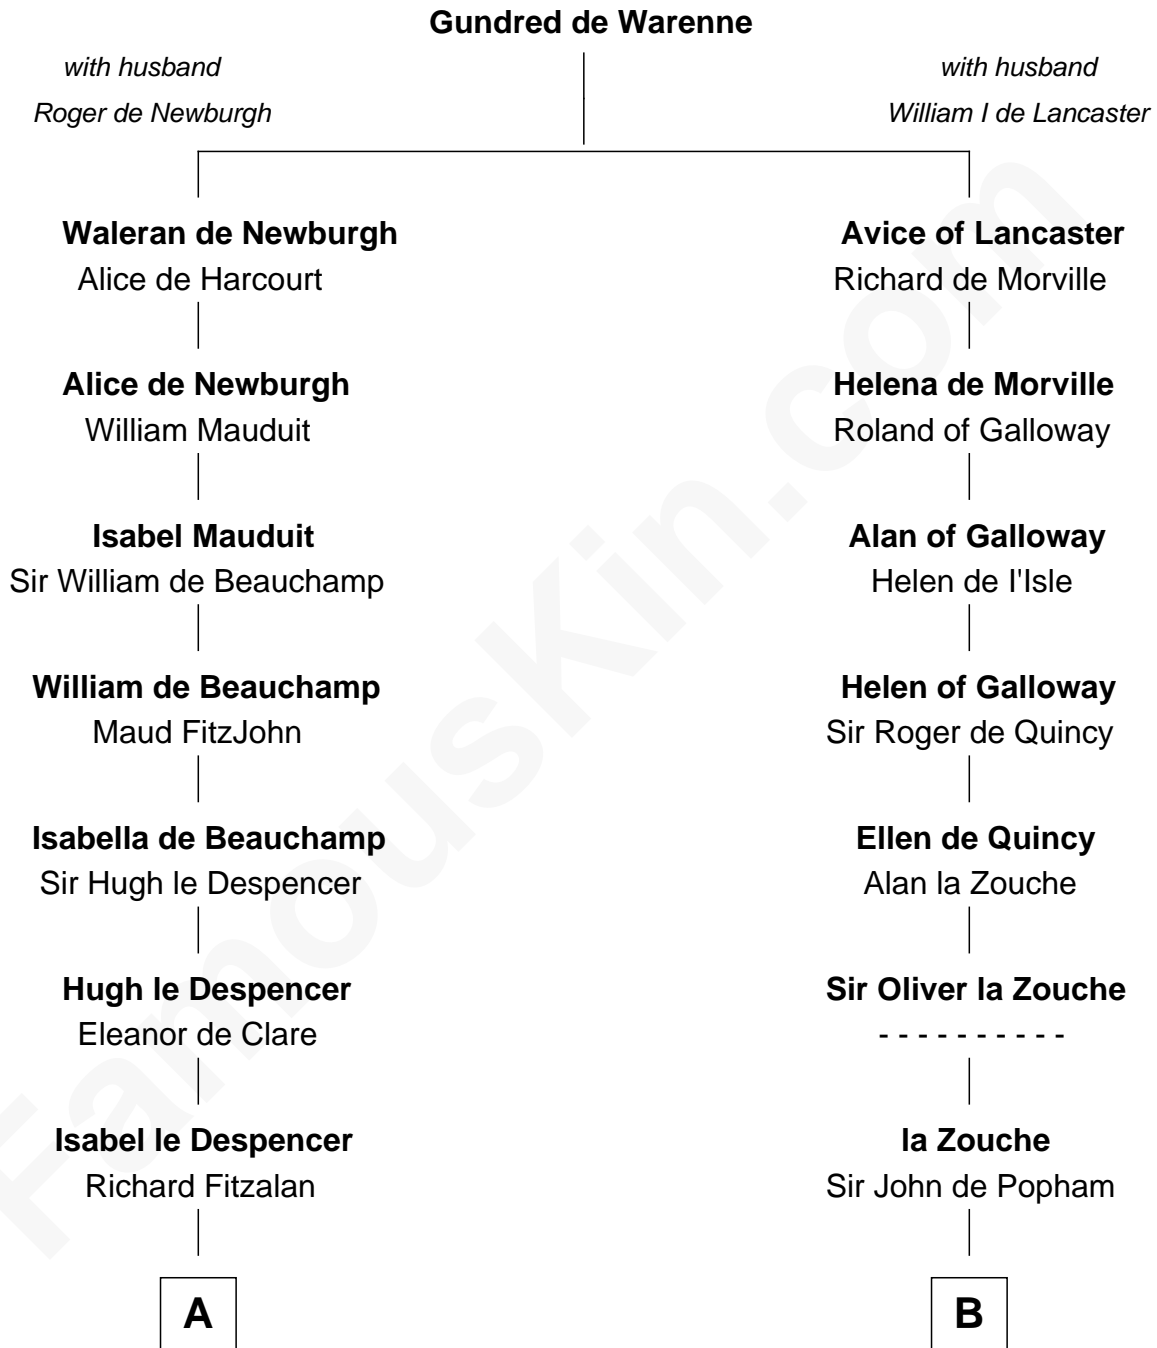 Gundred de Warenne
with husband
Roger de Newburgh
with husband
William I de Lancaster
Waleran de Newburgh
Alice de Harcourt
Avice of Lancaster
Richard de Morville
Alice de Newburgh
William Mauduit
Helena de Morville
Roland of Galloway
Isabel Mauduit
Sir William de Beauchamp
Alan of Galloway
Helen de l'Isle
William de Beauchamp
Maud FitzJohn
Helen of Galloway
Sir Roger de Quincy
Isabella de Beauchamp
Sir Hugh le Despencer
Ellen de Quincy
Alan la Zouche
Hugh le Despencer
Eleanor de Clare
Sir Oliver la Zouche
- - - - - - - - - -
Isabel le Despencer
Richard Fitzalan
la Zouche
Sir John de Popham
A
B
FamousKin.com